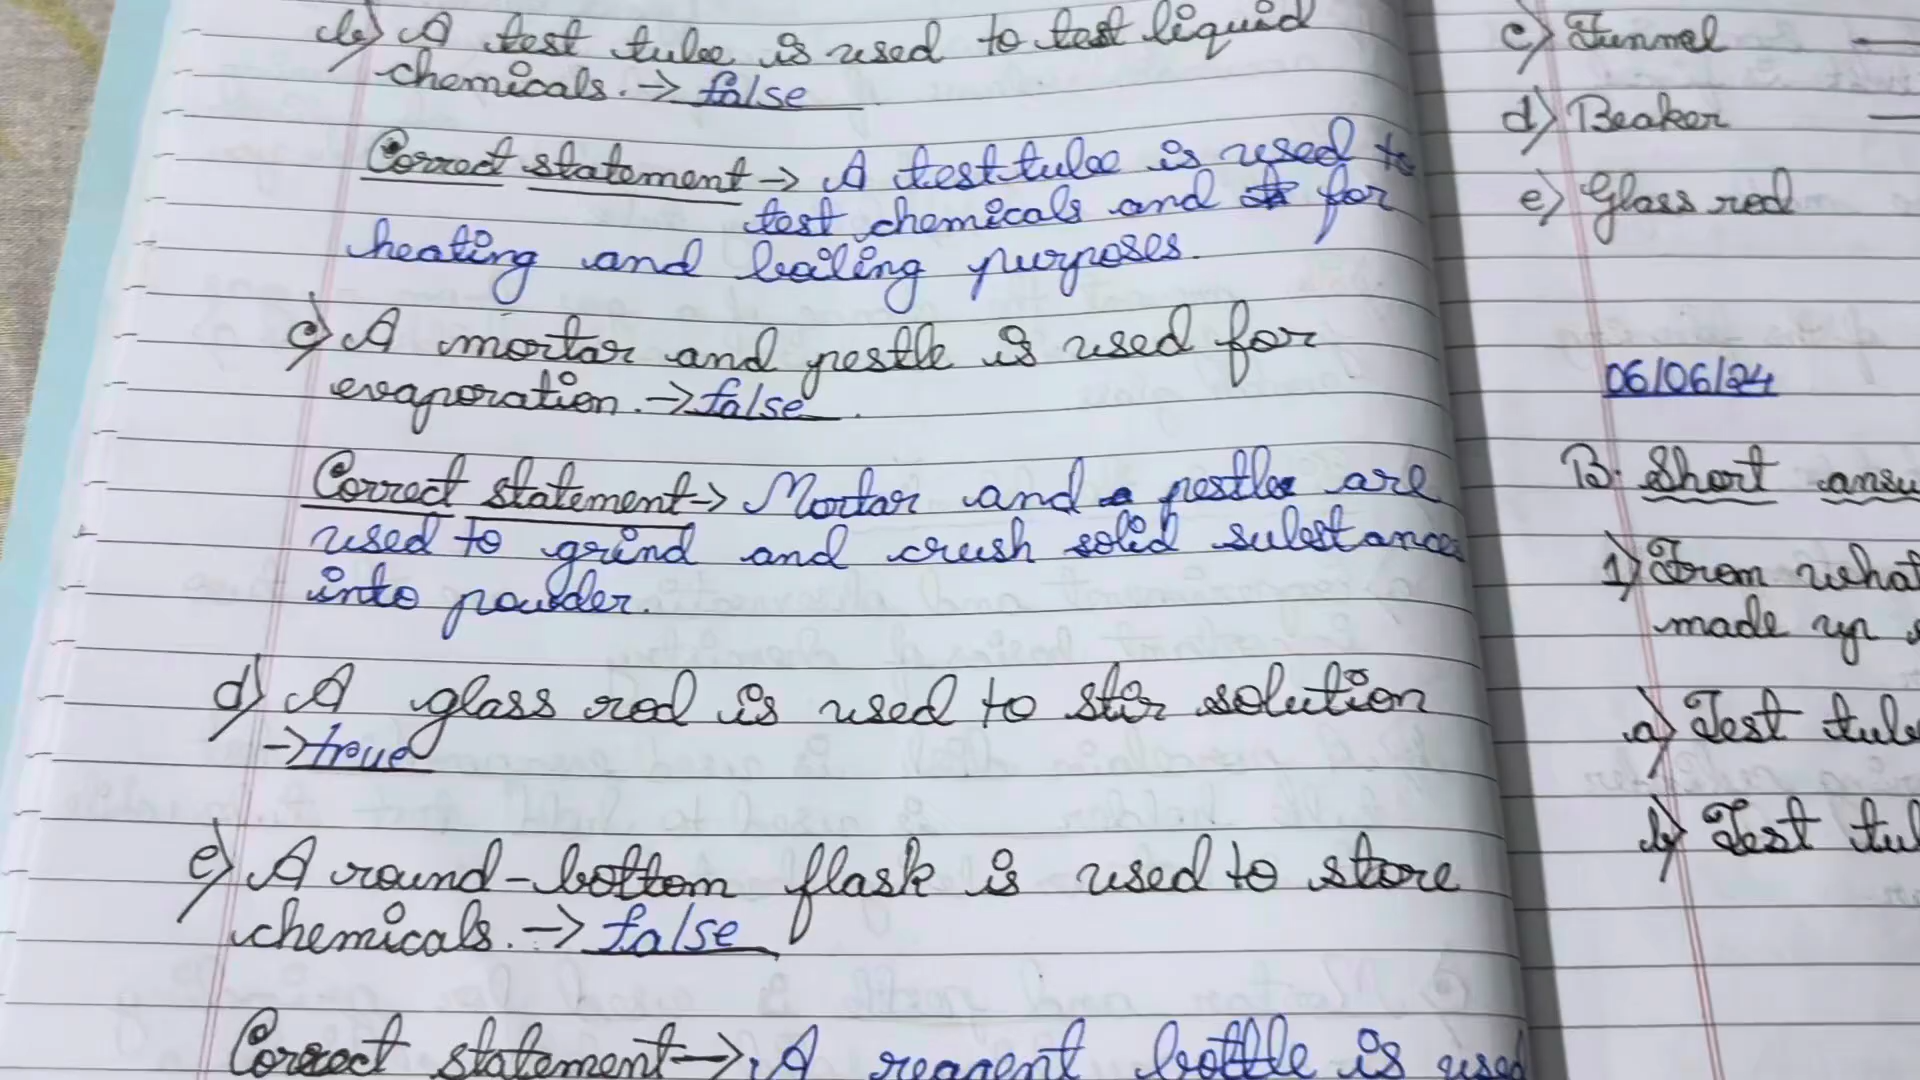 b) A test tube is used to test liquid
chemicals. → false
Correct statement → A test tube is used to
test chemicals and for
heating and boiling purposes.
c) A mortar and pestle is used for
evaporation. → false.
Correct statement → Mortar and pestle are
used to grind and crush solid substances
into powder.
d) A glass rod is used to stir solution
→ true
e) A round-bottom flask is used to store
chemicals. → false
Correct statement → A reagent bottle is used
c) Funnel —
d) Beaker —
e) Glass rod
06/06/24
B. Short answ
1) From what
made up
a) Test tube
b) Test tub